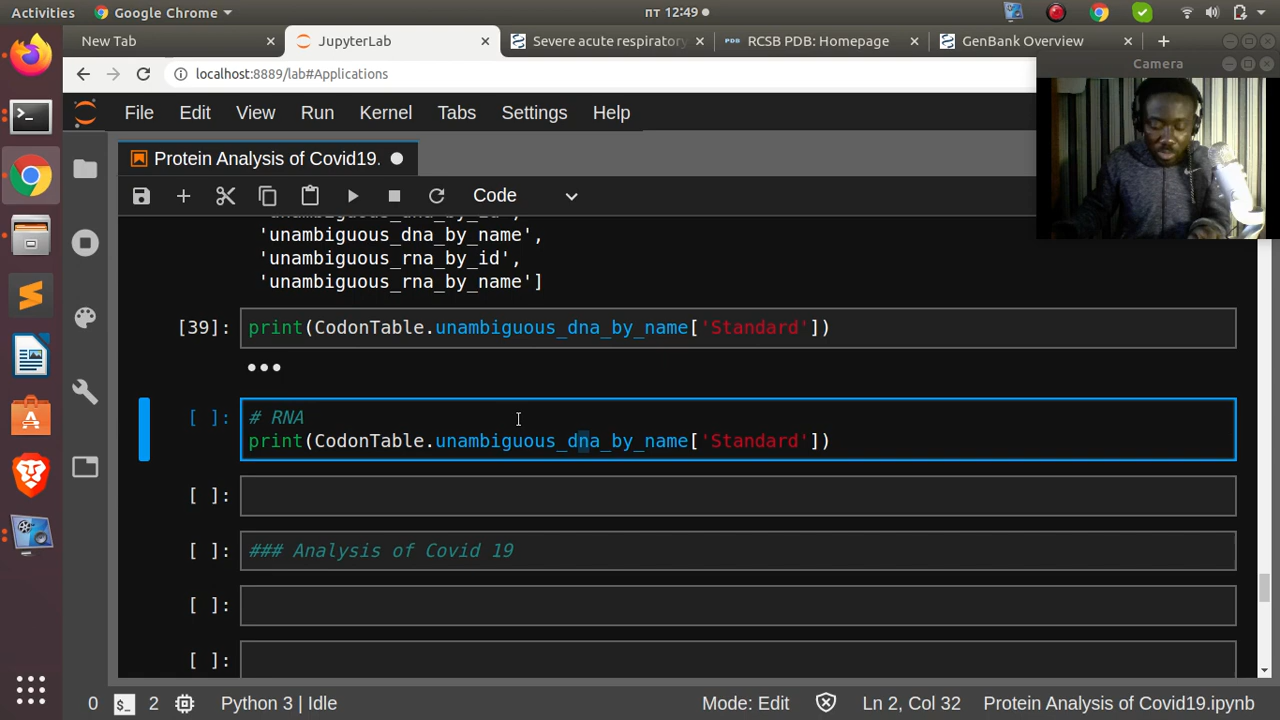 Activities
Google Chrome
пт 12:49
New Tab
JupyterLab
Severe acute respiratory
RCSB PDB: Homepage
GenBank Overview
localhost:8889/lab#Applications
Camera
File Edit View Run Kernel Tabs Settings Help
Protein Analysis of Covid19.
Code
'unambiguous_dna_by_id',
'unambiguous_dna_by_name',
'unambiguous_rna_by_id',
'unambiguous_rna_by_name']
[39]: print(CodonTable.unambiguous_dna_by_name['Standard'])
[ ]: # RNA
print(CodonTable.unambiguous_dna_by_name['Standard'])
[ ]:
[ ]: ### Analysis of Covid 19
[ ]:
[ ]:
0 $_ 2 Python 3 | Idle Mode: Edit Ln 2, Col 32 Protein Analysis of Covid19.ipynb